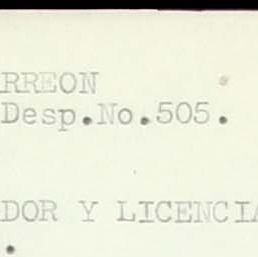 RREON
Desp.No.505.
DOR Y LICENCIA
.